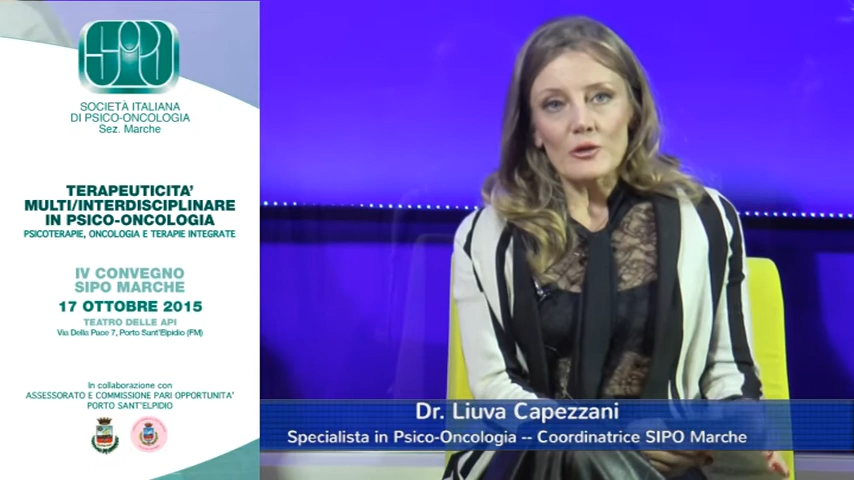 SIPO
SOCIETÀ ITALIANA
DI PSICO-ONCOLOGIA
Sez. Marche
TERAPEUTICITA'
MULTI/INTERDISCIPLINARE
IN PSICO-ONCOLOGIA
PSICOTERAPIE, ONCOLOGIA E TERAPIE INTEGRATE
IV CONVEGNO
SIPO MARCHE
17 OTTOBRE 2015
TEATRO DELLE API
Via Della Pace 7, Porto Sant'Elpidio (FM)
In collaborazione con
ASSESSORATO E COMMISSIONE PARI OPPORTUNITA'
PORTO SANT'ELPIDIO
Dr. Liuva Capezzani
Specialista in Psico-Oncologia -- Coordinatrice SIPO Marche